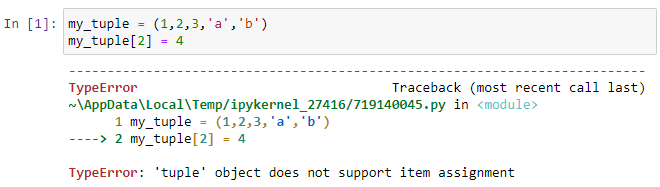 In [1]: my_tuple = (1,2,3,'a','b')
my_tuple[2] = 4
---------------------------------------------------------------------------
TypeError                                 Traceback (most recent call last)
~\AppData\Local\Temp/ipykernel_27416/719140045.py in <module>
      1 my_tuple = (1,2,3,'a','b')
----> 2 my_tuple[2] = 4

TypeError: 'tuple' object does not support item assignment